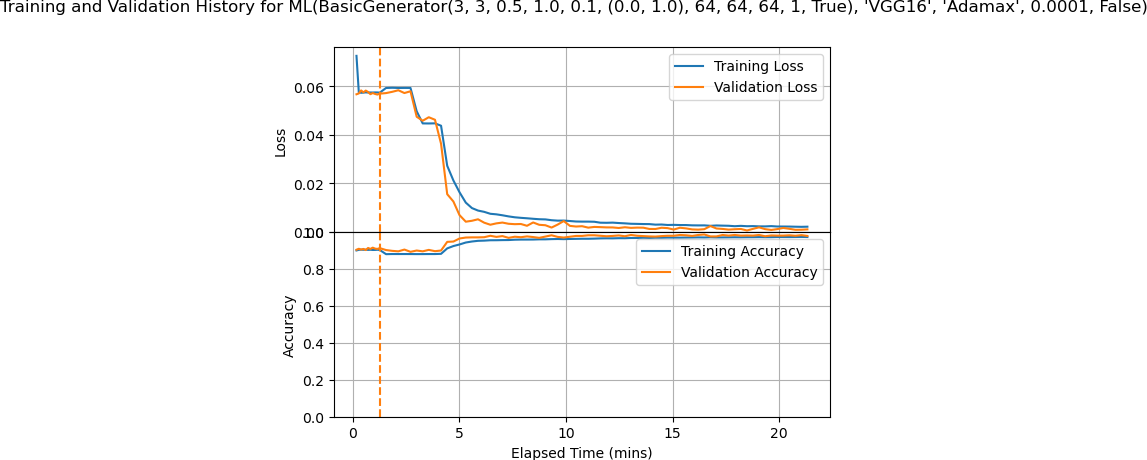 Training and Validation History for ML(BasicGenerator(3, 3, 0.5, 1.0, 0.1, (0.0, 1.0), 64, 64, 64, 1, True), 'VGG16', 'Adamax', 0.0001, False)
Training Loss
Validation Loss
0.06
0.04
0.02
Loss
Training Accuracy
Validation Accuracy
0.8
0.6
0.4
0.2
0.0
Accuracy
0
5
10
15
20
Elapsed Time (mins)